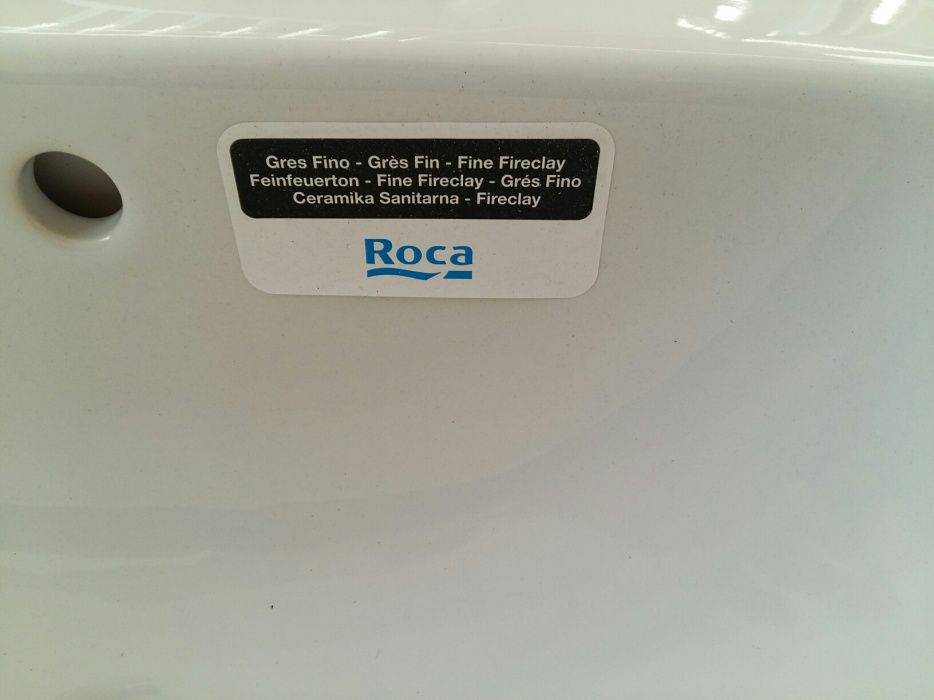 Gres Fino - Grès Fin - Fine Fireclay
Feinfeuerton - Fine Fireclay - Grés Fino
Ceramika Sanitarna - Fireclay
Roca